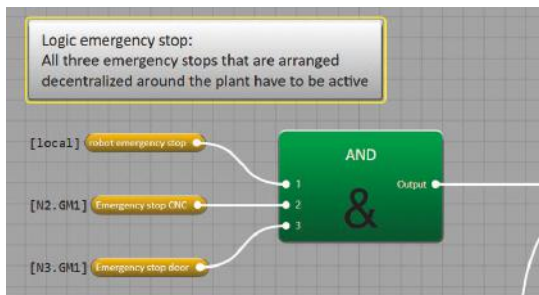 Logic emergency stop:
All three emergency stops that are arranged
decentralized around the plant have to be active
[local] robot emergency stop
AND
1 Output
[N2.GM1] Emergency stop CNC
2 &
3
[N3.GM1] Emergency stop door